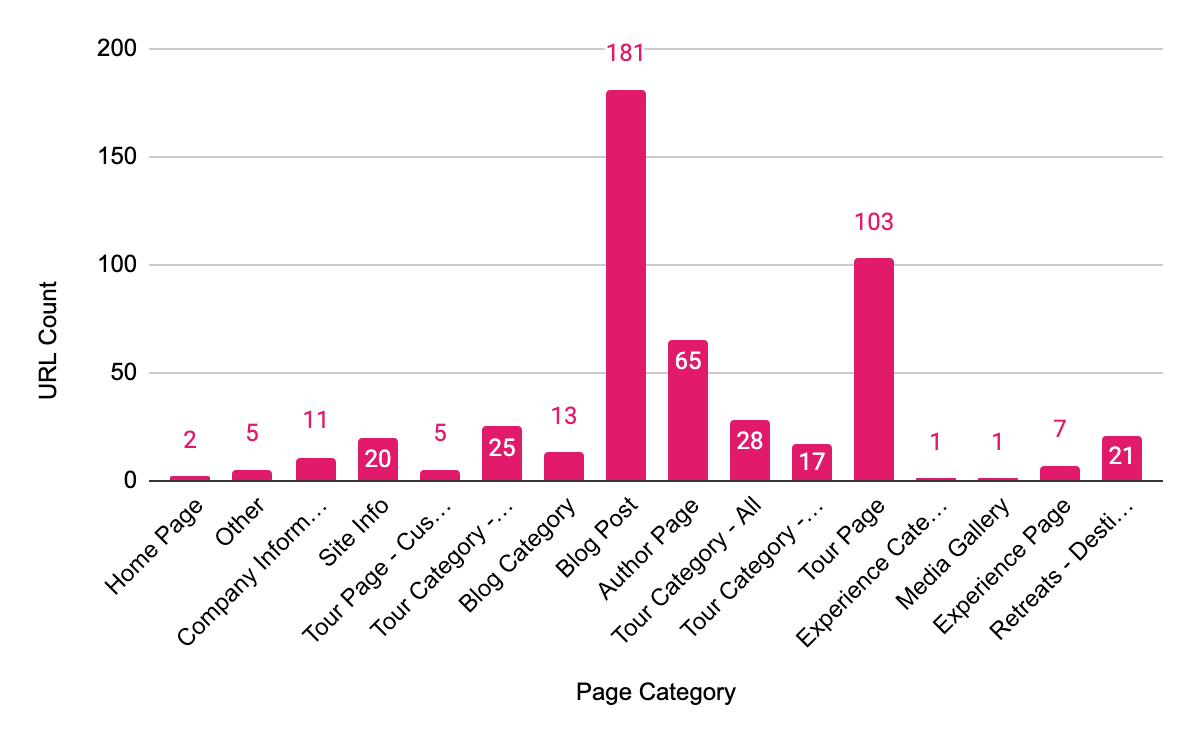 200
150
100
50
0
URL Count
2
5
11
20
5
25
13
181
65
28
17
103
1
1
7
21
Home Page
Other
Company Inform...
Site Info
Tour Page - Cus...
Tour Category -...
Blog Category
Blog Post
Author Page
Tour Category - All
Tour Category -...
Tour Page
Experience Cate...
Media Gallery
Experience Page
Retreats - Desti...
Page Category